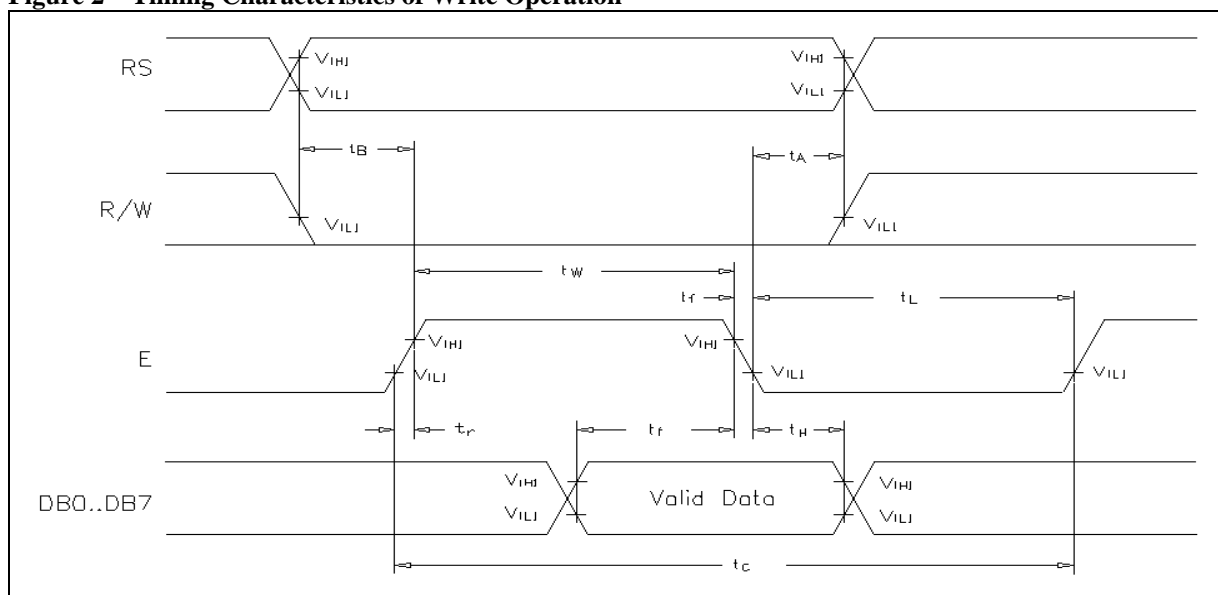 Figure 2 – Timing Characteristics of Write Operation
RS
VIHI
VILI
VIHI
VILI
tB
tA
R/W
VILI
VILI
tW
tf
tL
E
VIHI
VILI
VIHI
VILI
VILI
tr
tf
tH
DB0..DB7
VIHI
VILI
Valid Data
VIHI
VILI
tC